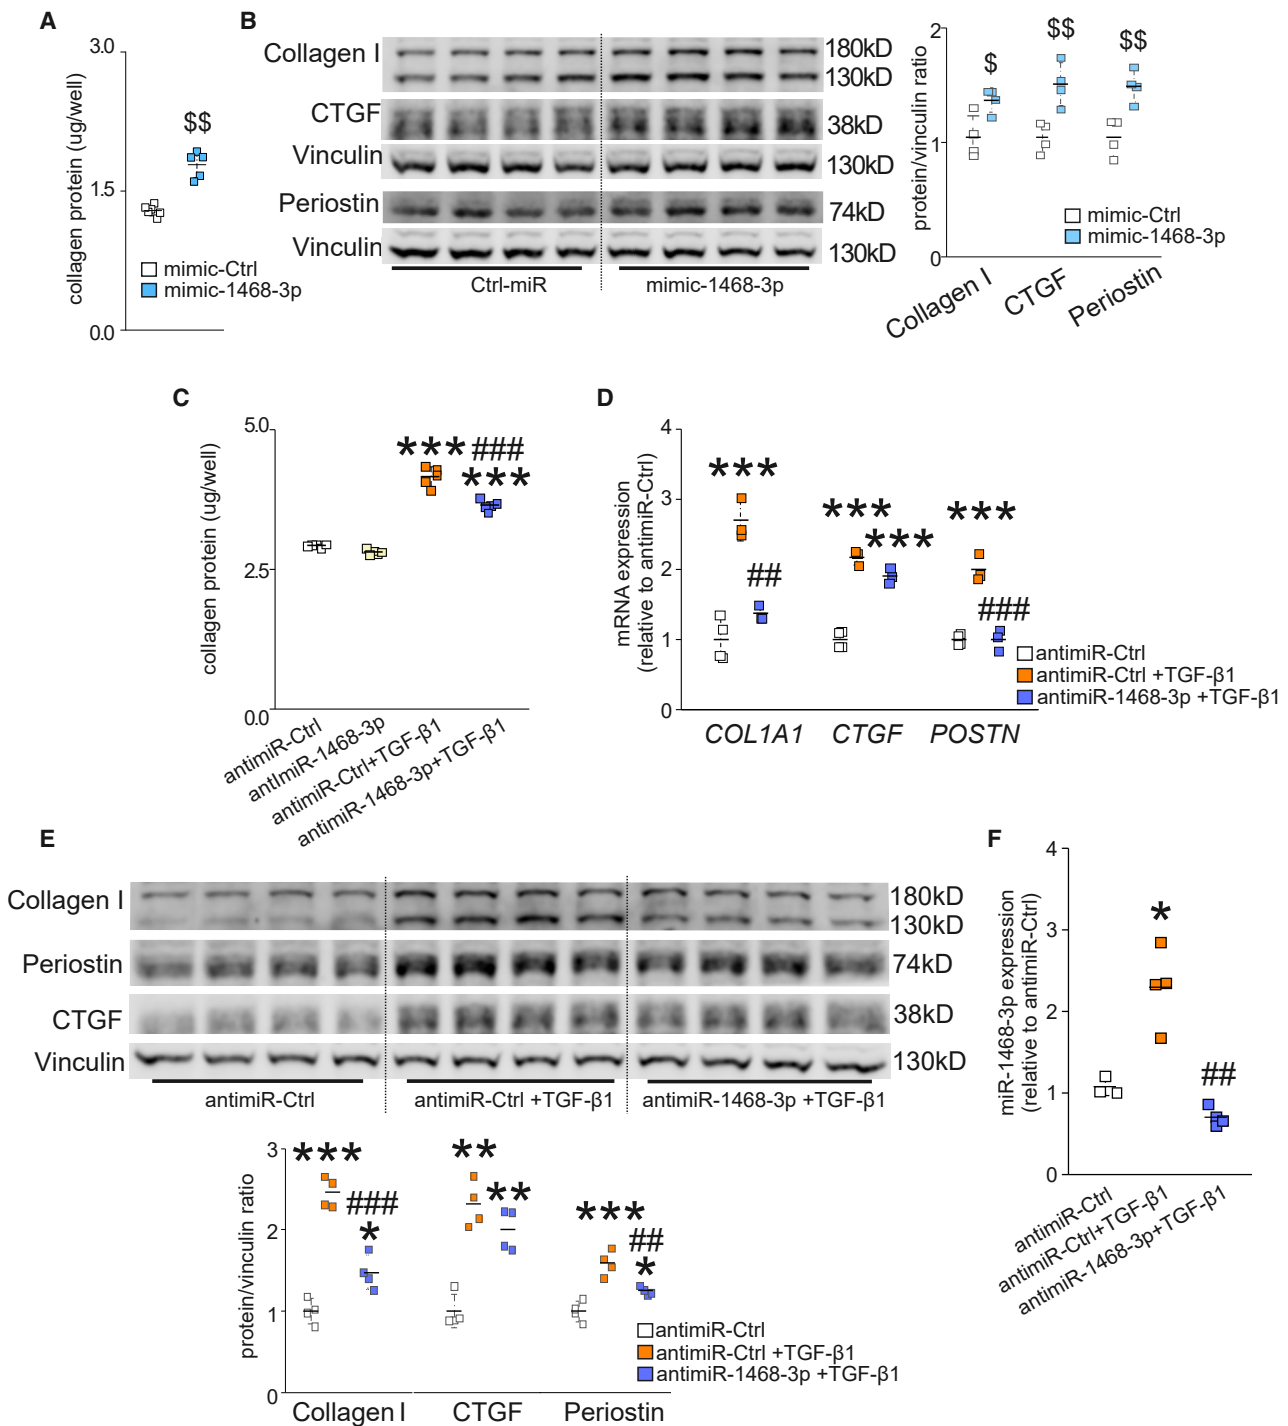 A
collagen protein (ug/well)
3.0
1.5
0.0
$$
mimic-Ctrl
mimic-1468-3p
B
Collagen I
180kD
130kD
CTGF
38kD
Vinculin
130kD
Periostin
74kD
Vinculin
130kD
Ctrl-miR
mimic-1468-3p
protein/vinculin ratio
2
1
0
$
$$
$$
mimic-Ctrl
mimic-1468-3p
Collagen I
CTGF
Periostin
C
collagen protein (ug/well)
5.0
2.5
0.0
***
###
***
antimiR-Ctrl
antImiR-1468-3p
antimiR-Ctrl+TGF-β1
antimiR-1468-3p+TGF-β1
D
mRNA expression
(relative to antimiR-Ctrl)
4
3
2
1
0
***
##
***
***
***
###
antimiR-Ctrl
antimiR-Ctrl +TGF-β1
antimiR-1468-3p +TGF-β1
COL1A1
CTGF
POSTN
E
Collagen I
180kD
130kD
Periostin
74kD
CTGF
38kD
Vinculin
130kD
antimiR-Ctrl
antimiR-Ctrl +TGF-β1
antimiR-1468-3p +TGF-β1
protein/vinculin ratio
3
2
1
0
***
###
*
**
**
***
##
*
antimiR-Ctrl
antimiR-Ctrl +TGF-β1
antimiR-1468-3p +TGF-β1
Collagen I
CTGF
Periostin
F
miR-1468-3p expression
(relative to antimiR-Ctrl)
4
3
2
1
0
*
##
antimiR-Ctrl
antimiR-Ctrl+TGF-β1
antimiR-1468-3p+TGF-β1